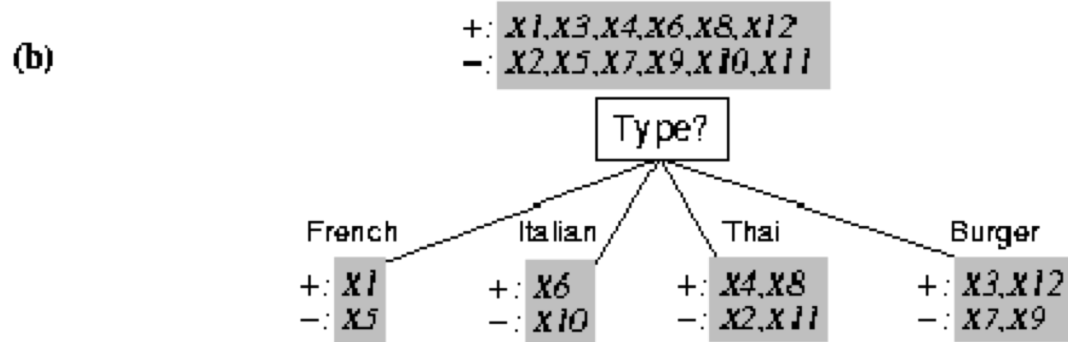 (b)
+: X1,X3,X4,X6,X8,X12
−: X2,X5,X7,X9,X10,X11
Type?
French Italian Thai Burger
+: X1 +: X6 +: X4,X8 +: X3,X12
−: X5 −: X10 −: X2,X11 −: X7,X9